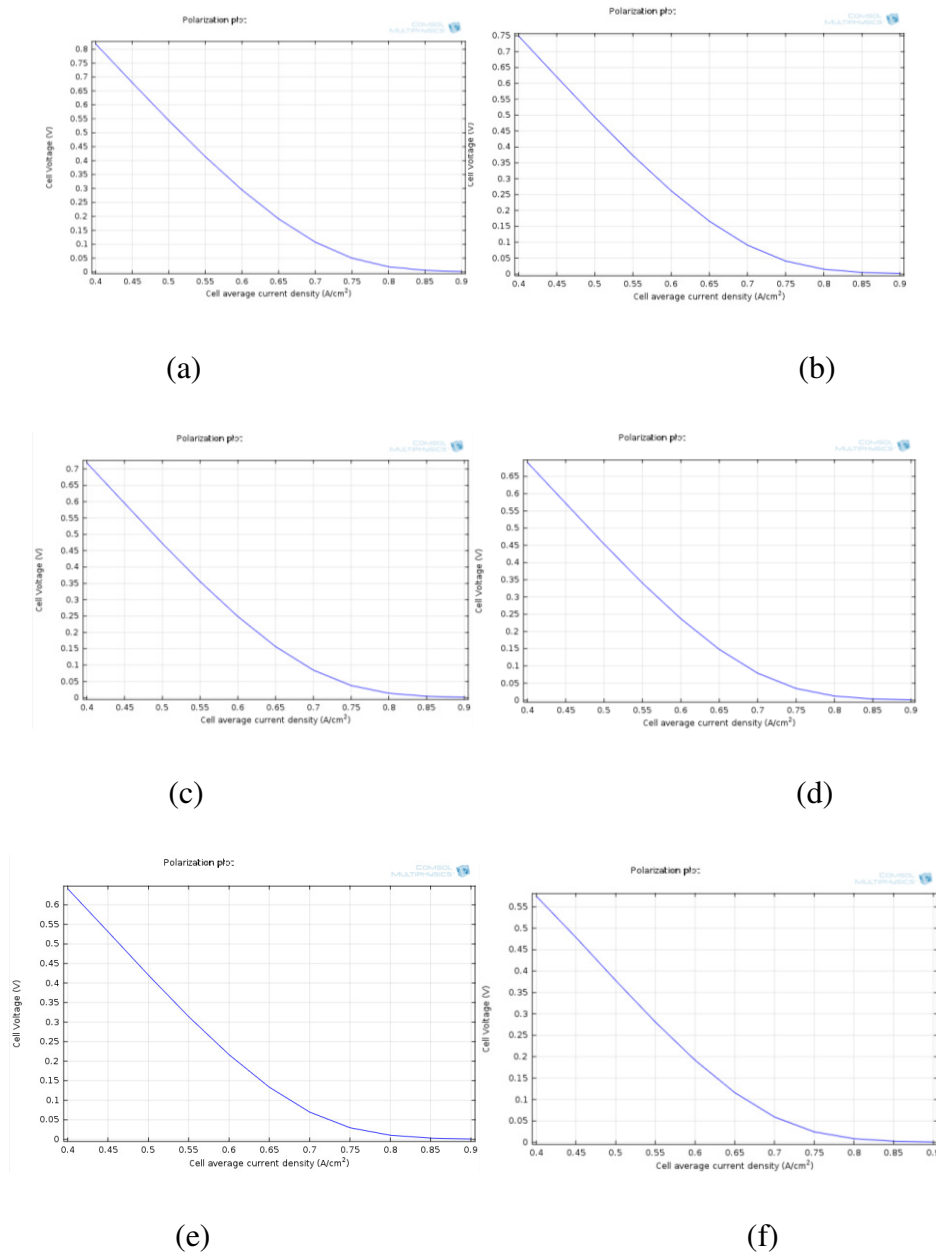 Polarization plot
COMSOL
MULTIPHYSICS
Cell Voltage (V)
0.8
0.75
0.7
0.65
0.6
0.55
0.5
0.45
0.4
0.35
0.3
0.25
0.2
0.15
0.1
0.05
0
0.4 0.45 0.5 0.55 0.6 0.65 0.7 0.75 0.8 0.85 0.9
Cell average current density (A/cm²)
(a)
Polarization plot
COMSOL
MULTIPHYSICS
Cell Voltage (V)
0.75
0.7
0.65
0.6
0.55
0.5
0.45
0.4
0.35
0.3
0.25
0.2
0.15
0.1
0.05
0
0.4 0.45 0.5 0.55 0.6 0.65 0.7 0.75 0.8 0.85 0.9
Cell average current density (A/cm²)
(b)
Polarization plot
COMSOL
MULTIPHYSICS
Cell Voltage (V)
0.7
0.65
0.6
0.55
0.5
0.45
0.4
0.35
0.3
0.25
0.2
0.15
0.1
0.05
0
0.4 0.45 0.5 0.55 0.6 0.65 0.7 0.75 0.8 0.85 0.9
Cell average current density (A/cm²)
(c)
Polarization plot
COMSOL
MULTIPHYSICS
Cell Voltage (V)
0.65
0.6
0.55
0.5
0.45
0.4
0.35
0.3
0.25
0.2
0.15
0.1
0.05
0
0.4 0.45 0.5 0.55 0.6 0.65 0.7 0.75 0.8 0.85 0.9
Cell average current density (A/cm²)
(d)
Polarization plot
COMSOL
MULTIPHYSICS
Cell Voltage (V)
0.6
0.55
0.5
0.45
0.4
0.35
0.3
0.25
0.2
0.15
0.1
0.05
0
0.4 0.45 0.5 0.55 0.6 0.65 0.7 0.75 0.8 0.85 0.9
Cell average current density (A/cm²)
(e)
Polarization plot
COMSOL
MULTIPHYSICS
Cell Voltage (V)
0.55
0.5
0.45
0.4
0.35
0.3
0.25
0.2
0.15
0.1
0.05
0
0.4 0.45 0.5 0.55 0.6 0.65 0.7 0.75 0.8 0.85 0.9
Cell average current density (A/cm²)
(f)